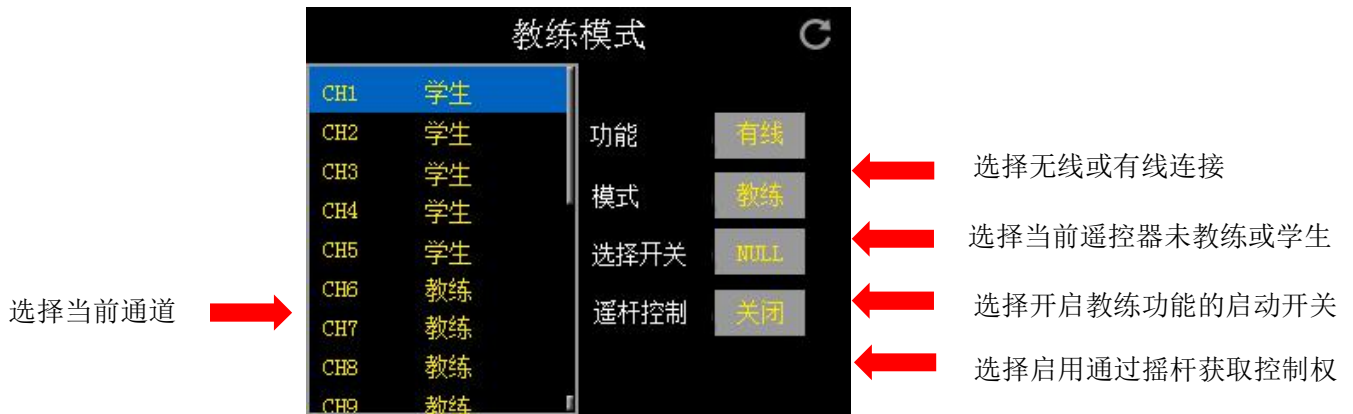 教练模式
CH1 学生
CH2 学生
CH3 学生
CH4 学生
CH5 学生
CH6 教练
CH7 教练
CH8 教练
CH9 教练
功能 有线
模式 教练
选择开关 NULL
遥杆控制 关闭
选择当前通道
选择无线或有线连接
选择当前遥控器未教练或学生
选择开启教练功能的启动开关
选择启用通过摇杆获取控制权